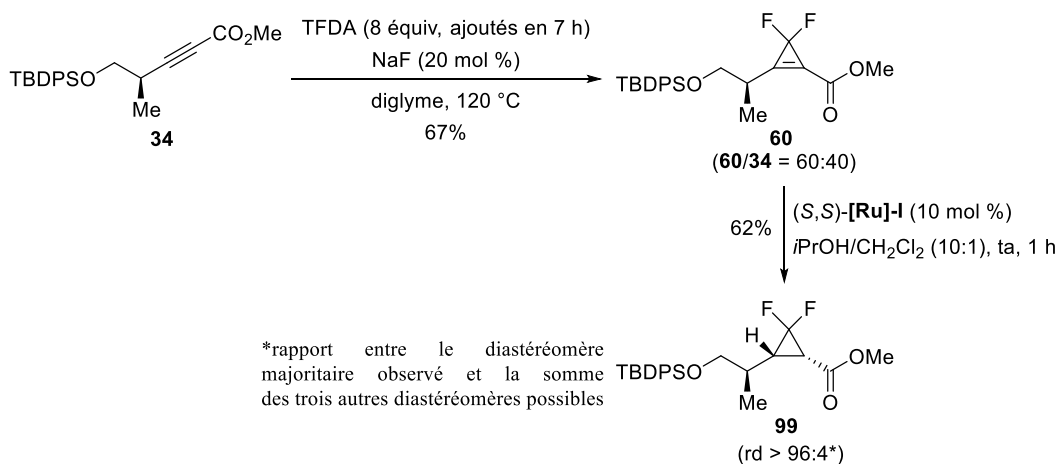 CO2Me
TBDPSO
Me
34
TFDA (8 équiv, ajoutés en 7 h)
NaF (20 mol %)
diglyme, 120 °C
67%
F F
TBDPSO
Me
OMe
O
60
(60/34 = 60:40)
62%
(S,S)-[Ru]-I (10 mol %)
iPrOH/CH2Cl2 (10:1), ta, 1 h
*rapport entre le diastéréomère
majoritaire observé et la somme
des trois autres diastéréomères possibles
F F
H
TBDPSO
Me
OMe
O
99
(rd > 96:4*)